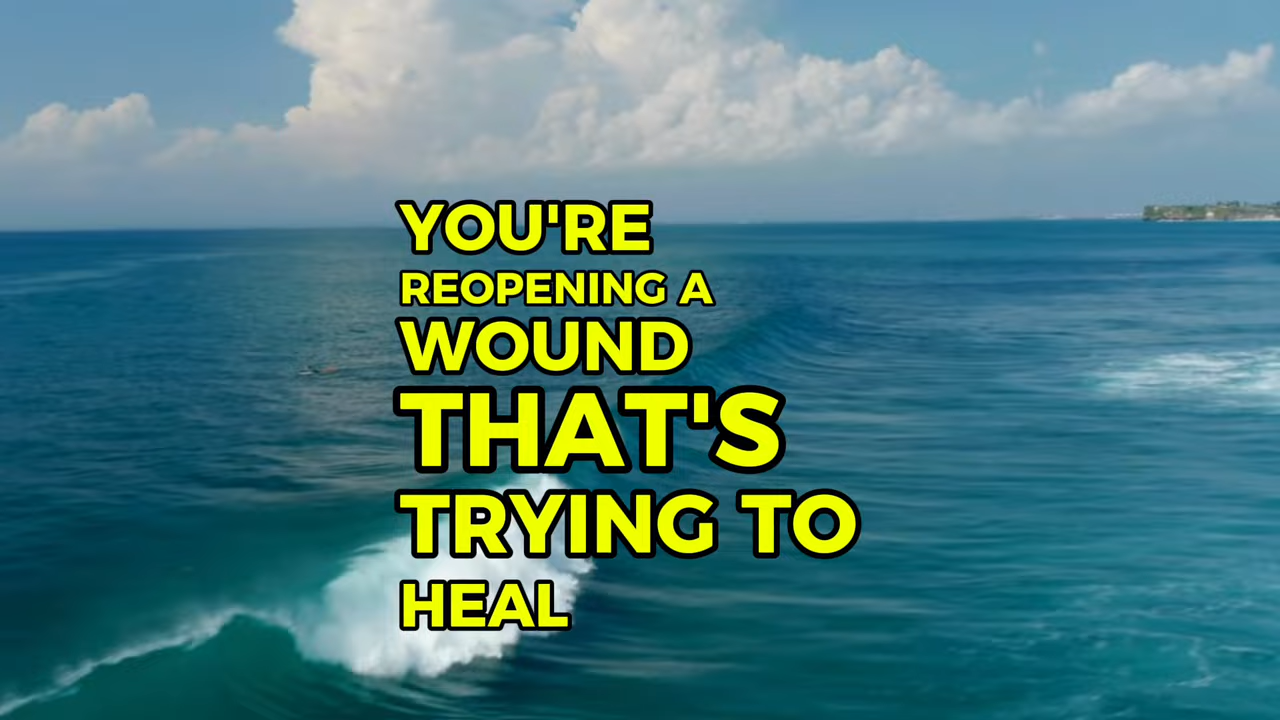 YOU'RE
REOPENING A
WOUND
THAT'S
TRYING TO
HEAL